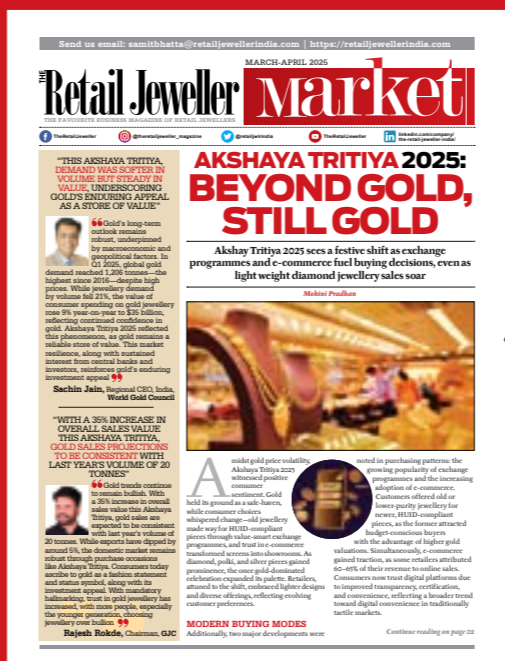 Send us email: samitbhatta@retailjewellerindia.com | https://retailjewellerindia.com
MARCH-APRIL 2025
THE
Retail Jeweller
Market
THE FAVOURITE BUSINESS MAGAZINE OF RETAIL JEWELLERS
TheRetailJeweller
@theretailjeweller_magazine
@retailjwlrindia
TheRetailJeweller
linkedin.com/company/
the-retail-jeweller-india/
“THIS AKSHAYA TRITIYA,
DEMAND WAS SOFTER IN
VOLUME BUT STEADY IN
VALUE, UNDERSCORING
GOLD’S ENDURING APPEAL
AS A STORE OF VALUE”
“Gold’s long-term
outlook remains
robust, underpinned
by macroeconomic and
geopolitical factors. In
Q1 2025, global gold
demand reached 1,206 tonnes—the
highest since 2016—despite high
prices. While jewellery demand
by volume fell 21%, the value of
consumer spending on gold jewellery
rose 9% year-on-year to $35 billion,
reflecting continued confidence in
gold. Akshaya Tritiya 2025 reflected
this phenomenon, as gold remains a
reliable store of value. This market
resilience, along with sustained
interest from central banks and
investors, reinforces gold’s enduring
investment appeal ”
Sachin Jain, Regional CEO, India,
World Gold Council
“WITH A 35% INCREASE IN
OVERALL SALES VALUE
THIS AKSHAYA TRITIYA,
GOLD SALES PROJECTIONS
TO BE CONSISTENT WITH
LAST YEAR’S VOLUME OF 20
TONNES”
“Gold trends continue
to remain bullish. With
a 35% increase in overall
sales value this Akshaya
Tritiya, gold sales are
expected to be consistent
with last year’s volume of
20 tonnes. While exports have dipped by
around 5%, the domestic market remains
robust through purchase occasions
like Akshaya Tritiya. Consumers today
ascribe to gold as a fashion statement
and status symbol, along with its
investment appeal. With mandatory
hallmarking, trust in gold jewellery has
increased, with more people, especially
the younger generation, choosing
jewellery over bullion ”
Rajesh Rokde, Chairman, GJC
AKSHAYA TRITIYA 2025:
BEYOND GOLD,
STILL GOLD
Akshay Tritiya 2025 sees a festive shift as exchange
programmes and e-commerce fuel buying decisions, even as
light weight diamond jewellery sales soar
Mohini Pradhan
Amidst gold price volatility,
Akshaya Tritiya 2025
witnessed positive
consumer
sentiment. Gold
held its ground as a safe-haven,
while consumer choices
whispered change—old jewellery
made way for HUID-compliant
pieces through value-smart exchange
programmes, and trust in e-commerce
transformed screens into showrooms. As
diamond, polki, and silver pieces gained
prominence, the once gold-dominated
celebration expanded its palette. Retailers,
attuned to the shift, embraced lighter designs
and diverse offerings, reflecting evolving
customer preferences.
MODERN BUYING MODES
Additionally, two major developments were
noted in purchasing patterns: the
growing popularity of exchange
programmes and the increasing
adoption of e-commerce.
Customers offered old or
lower-purity jewellery for
newer, HUID-compliant
pieces, as the former attracted
budget-conscious buyers
with the advantage of higher gold
valuations. Simultaneously, e-commerce
gained traction, as some retailers attributed
60–65% of their revenue to online sales.
Consumers now trust digital platforms due
to improved transparency, certification,
and convenience, reflecting a broader trend
toward digital convenience in traditionally
tactile markets.
Continue reading on page 22